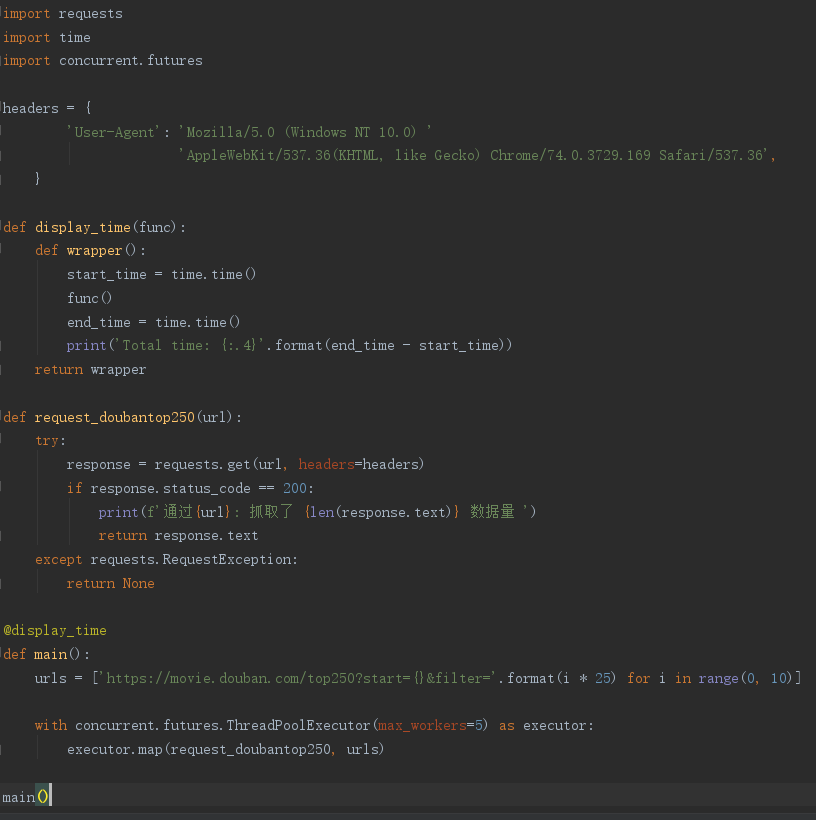 import requests
import time
import concurrent.futures
headers = {
        'User-Agent': 'Mozilla/5.0 (Windows NT 10.0) '
                      'AppleWebKit/537.36(KHTML, like Gecko) Chrome/74.0.3729.169 Safari/537.36',
    }
def display_time(func):
    def wrapper():
        start_time = time.time()
        func()
        end_time = time.time()
        print('Total time: {:.4}'.format(end_time - start_time))
    return wrapper
def request_doubantop250(url):
    try:
        response = requests.get(url, headers=headers)
        if response.status_code == 200:
            print(f'通过{url}: 抓取了 {len(response.text)} 数据量 ')
            return response.text
    except requests.RequestException:
        return None
@display_time
def main():
    urls = ['https://movie.douban.com/top250?start={}&filter='.format(i * 25) for i in range(0, 10)]
    with concurrent.futures.ThreadPoolExecutor(max_workers=5) as executor:
        executor.map(request_doubantop250, urls)
main()